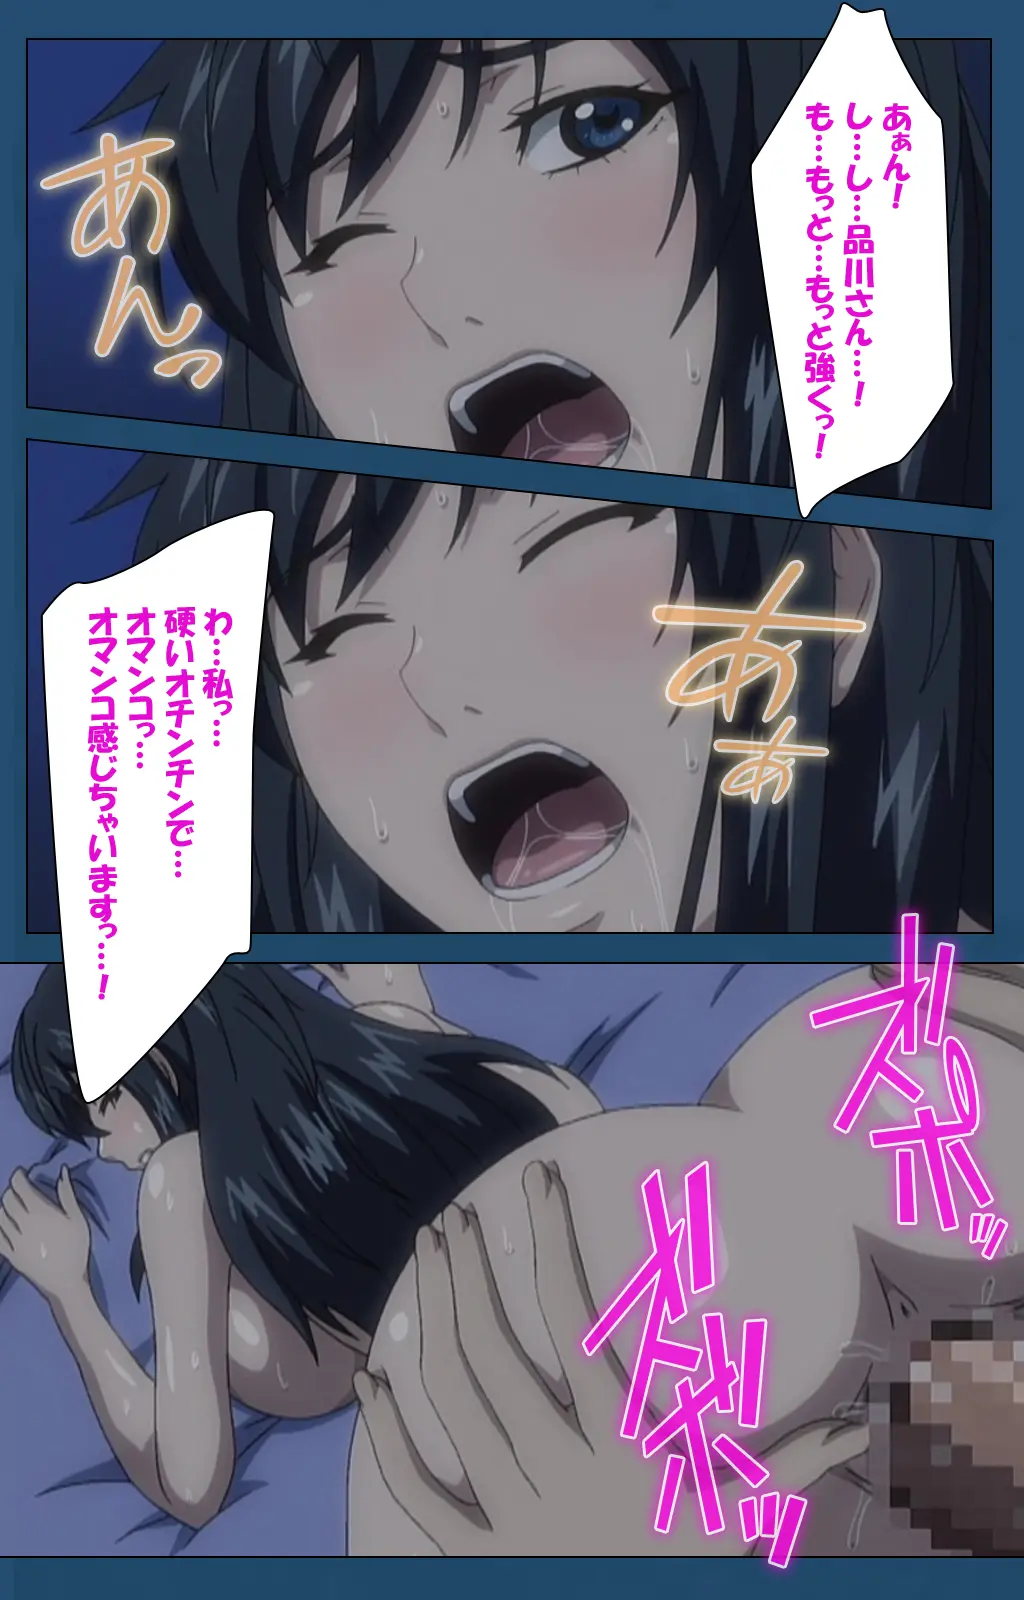 あぁん！
し…し…品川さん…！
も…もっと…もっと強くっ！
あんっ
わ…私っ…
硬いオチンチンで…
オマンコっ…
オマンコ感じちゃいますっ…！
あぁ
ズポッ
ズポッ